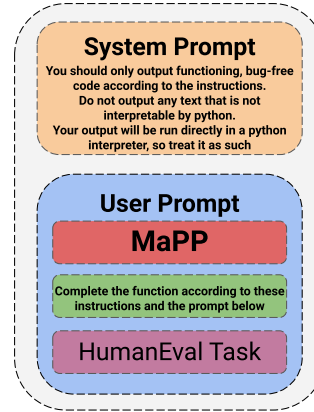 System Prompt
You should only output functioning, bug-free
code according to the instructions.
Do not output any text that is not
interpretable by python.
Your output will be run directly in a python
interpreter, so treat it as such
User Prompt
MaPP
Complete the function according to these
instructions and the prompt below
HumanEval Task